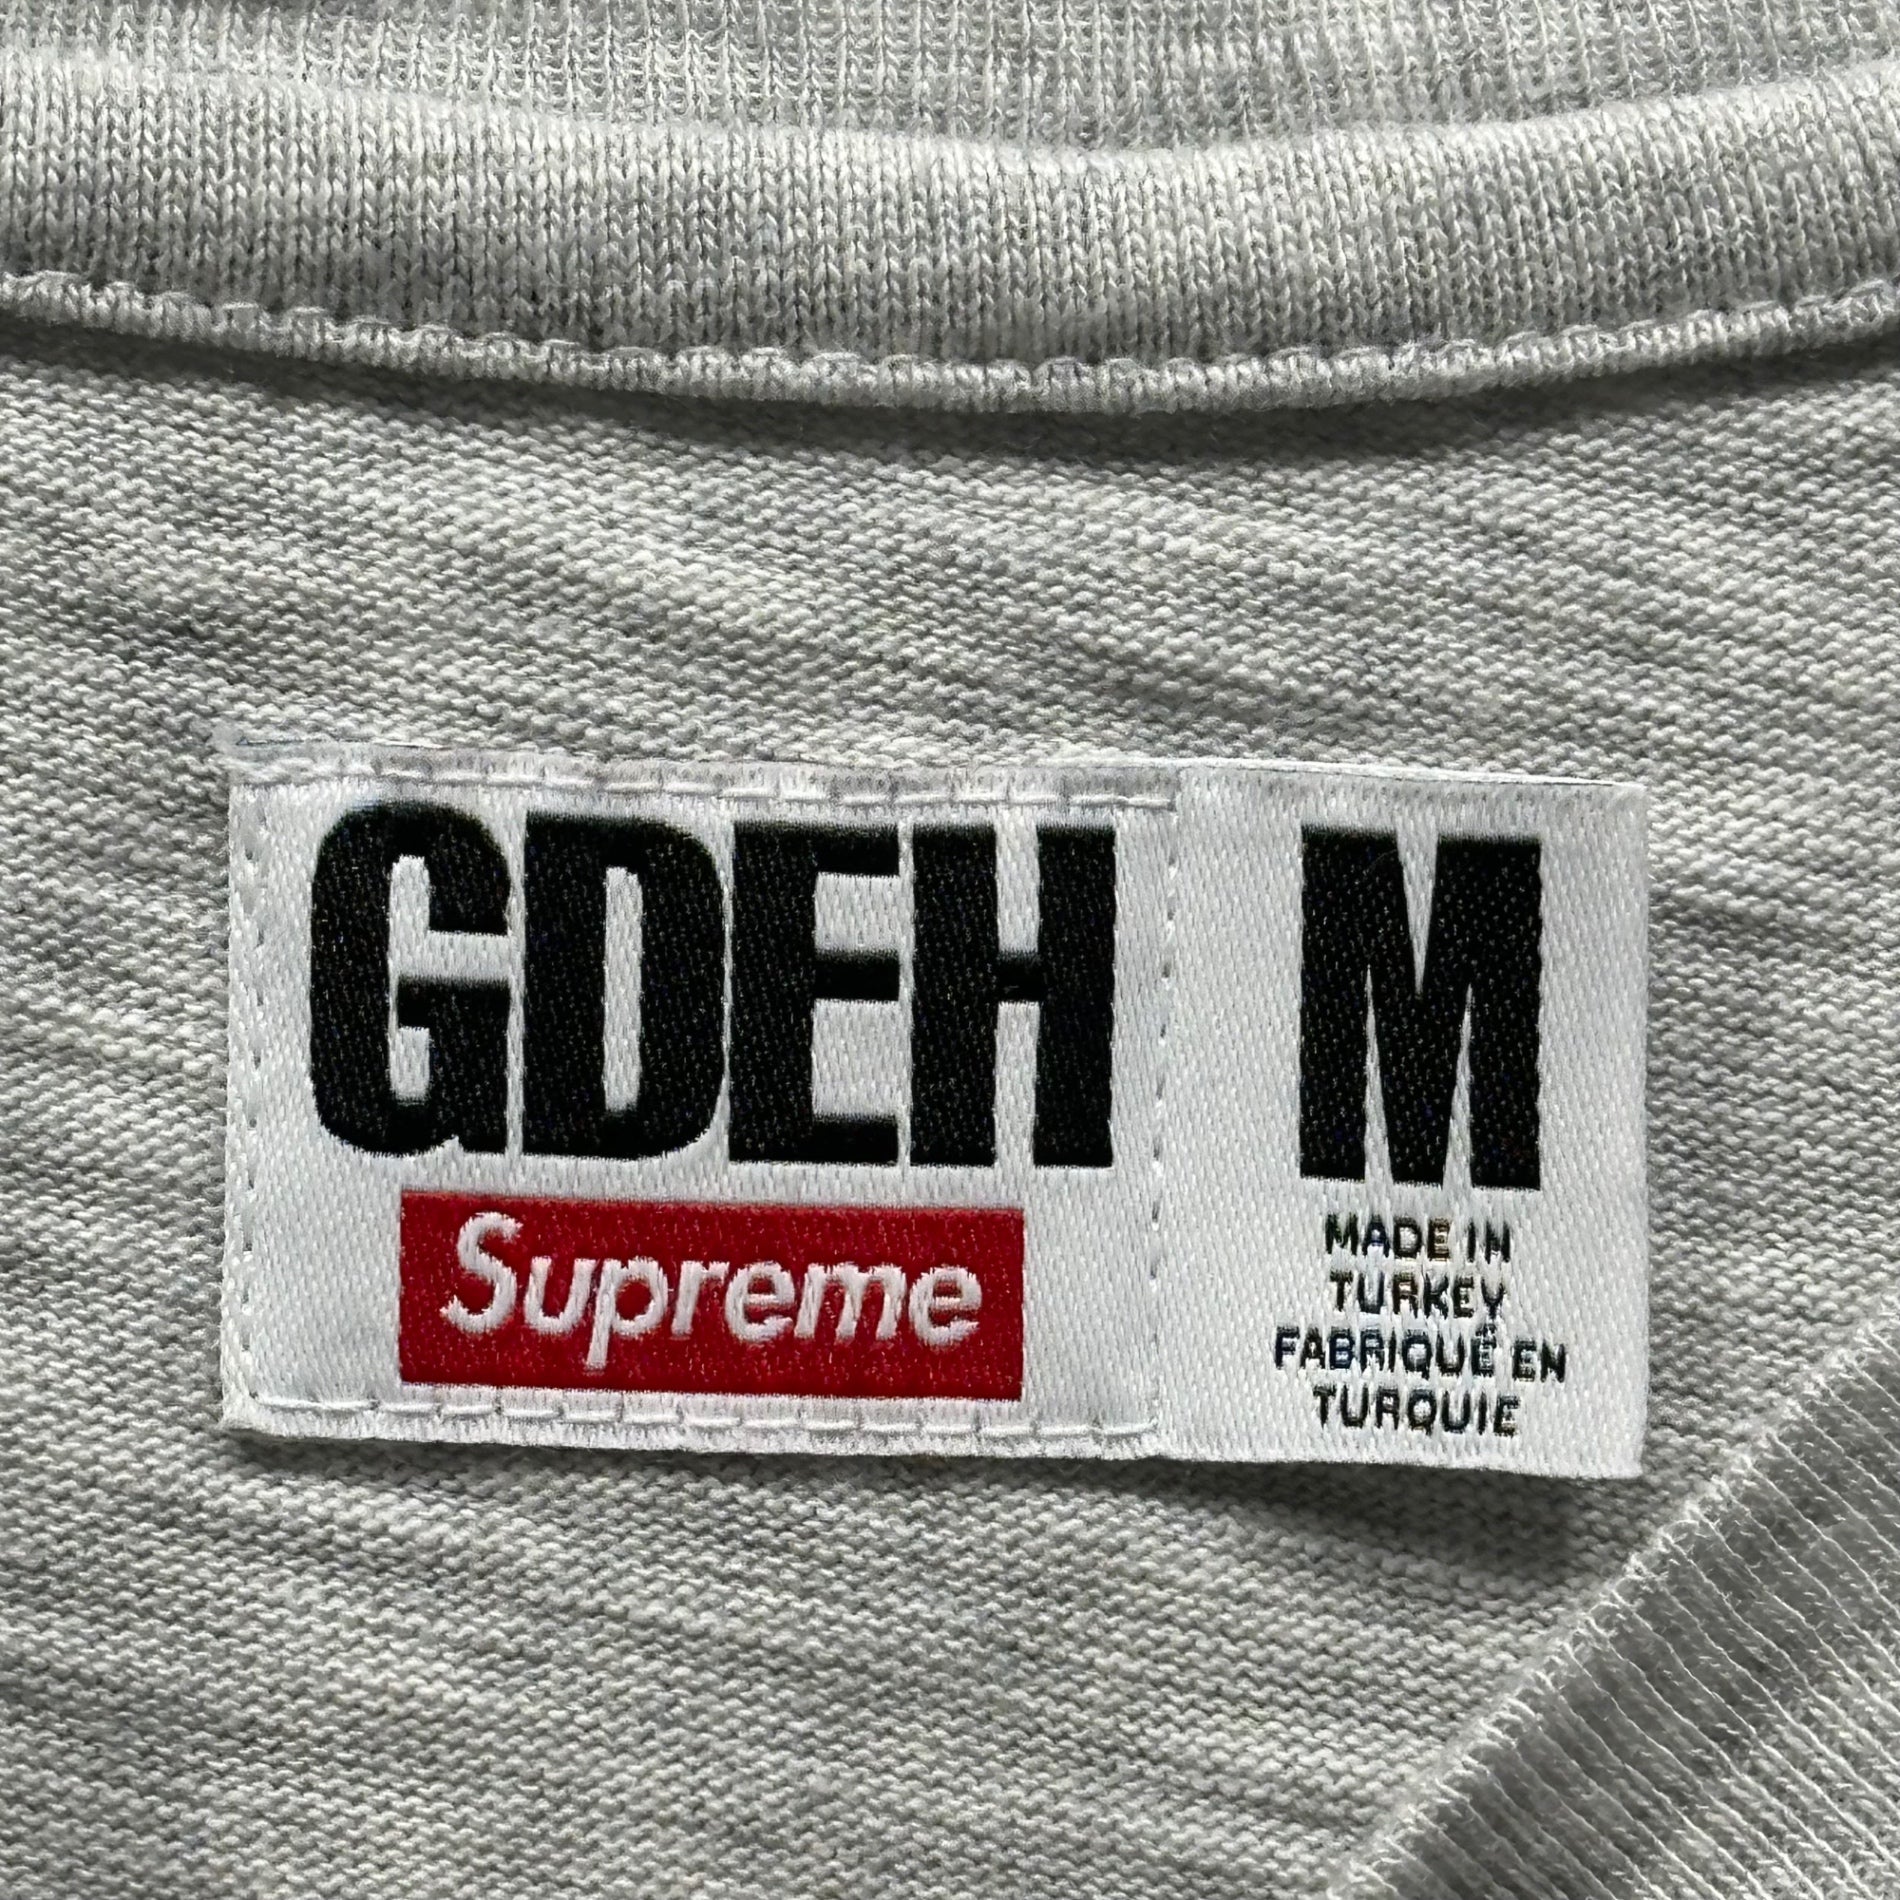 GDEH
Supreme
M
MADE IN
TURKEY
FABRIQUÉ EN
TURQUIE